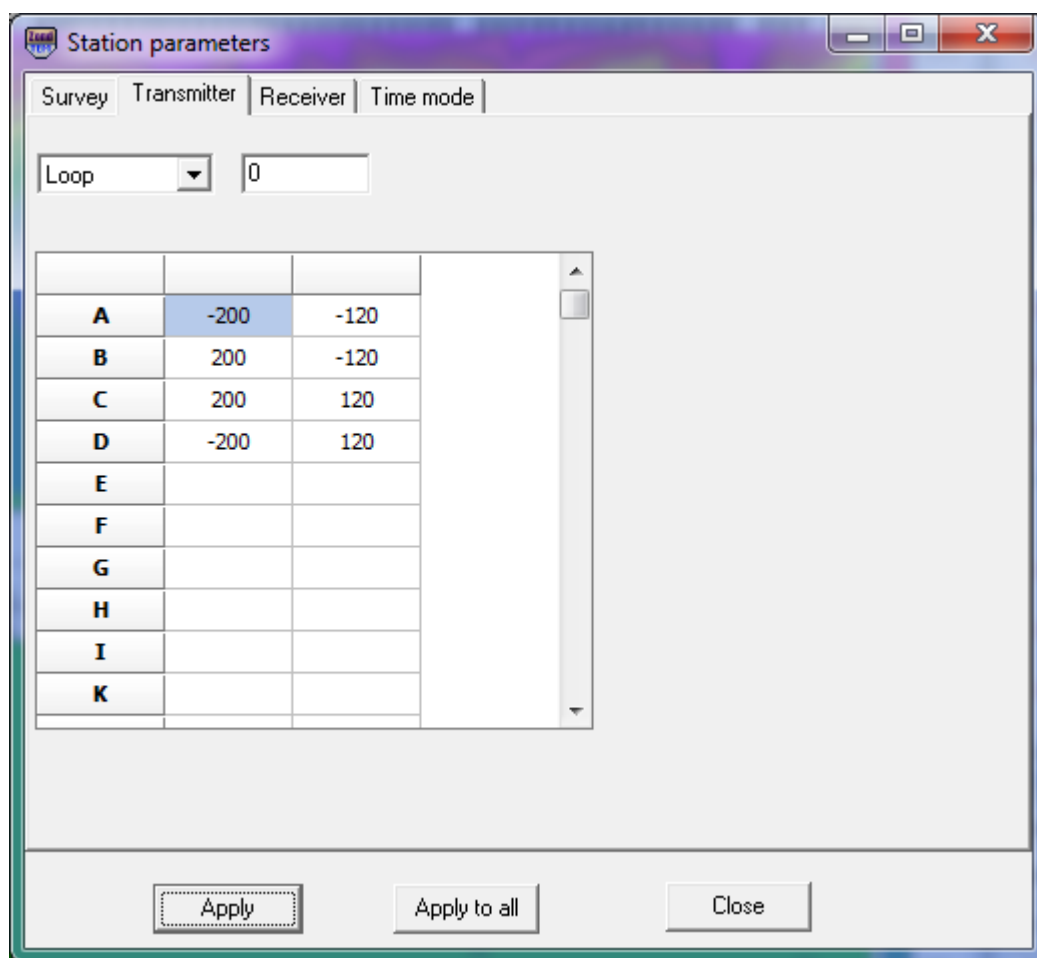 Station parameters
Survey Transmitter Receiver Time mode
Loop 0
A -200 -120
B 200 -120
C 200 120
D -200 120
E
F
G
H
I
K
Apply Apply to all Close